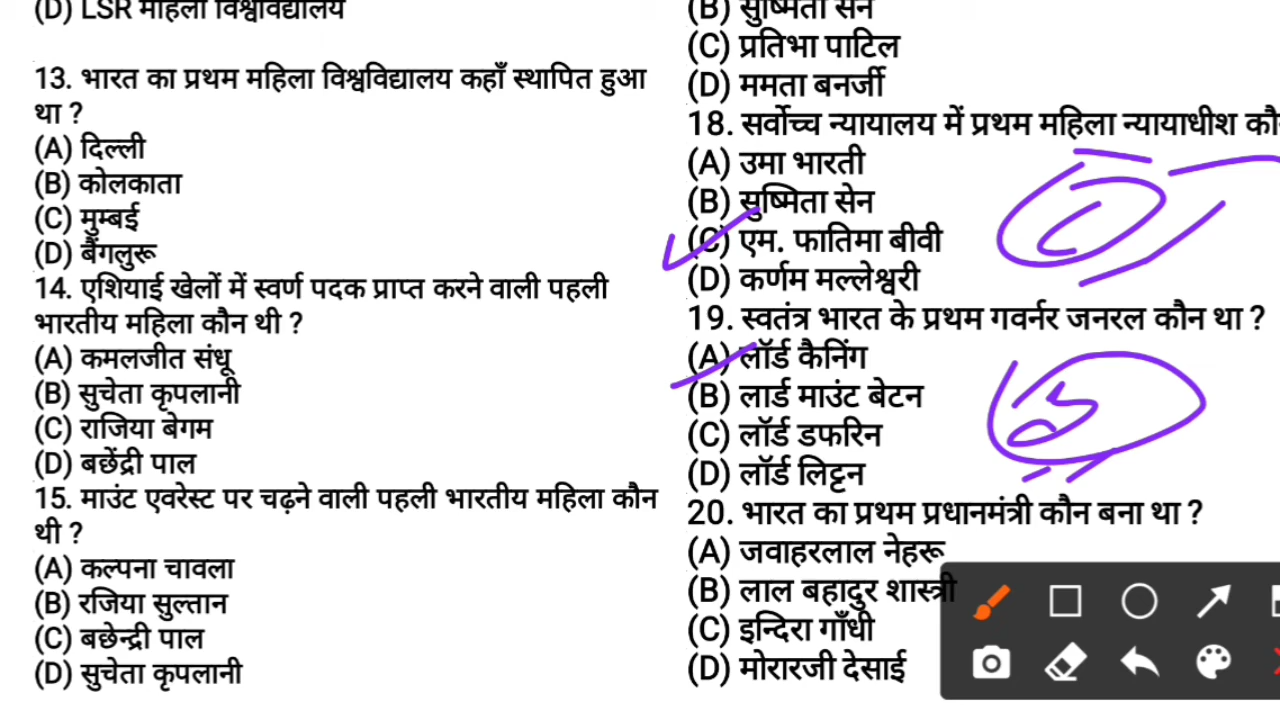 (D) LSR महिला विश्वविद्यालय
13. भारत का प्रथम महिला विश्वविद्यालय कहाँ स्थापित हुआ
था ?
(A) दिल्ली
(B) कोलकाता
(C) मुम्बई
(D) बैंगलुरू
14. एशियाई खेलों में स्वर्ण पदक प्राप्त करने वाली पहली
भारतीय महिला कौन थी ?
(A) कमलजीत संधू
(B) सुचेता कृपलानी
(C) राजिया बेगम
(D) बछेंद्री पाल
15. माउंट एवरेस्ट पर चढ़ने वाली पहली भारतीय महिला कौन
थी ?
(A) कल्पना चावला
(B) रजिया सुल्तान
(C) बछेन्द्री पाल
(D) सुचेता कृपलानी
(B) सुष्मिता सेन
(C) प्रतिभा पाटिल
(D) ममता बनर्जी
18. सर्वोच्च न्यायालय में प्रथम महिला न्यायाधीश
(A) उमा भारती
(B) सुष्मिता सेन
(C) एम. फातिमा बीवी
(D) कर्णम मल्लेश्वरी
19. स्वतंत्र भारत के प्रथम गवर्नर जनरल कौन था ?
(A) लॉर्ड कैनिंग
(B) लार्ड माउंट बेटन
(C) लॉर्ड डफरिन
(D) लॉर्ड लिट्टन
20. भारत का प्रथम प्रधानमंत्री कौन बना था ?
(A) जवाहरलाल नेहरू
(B) लाल बहादुर शास्त्री
(C) इन्दिरा गाँधी
(D) मोरारजी देसाई